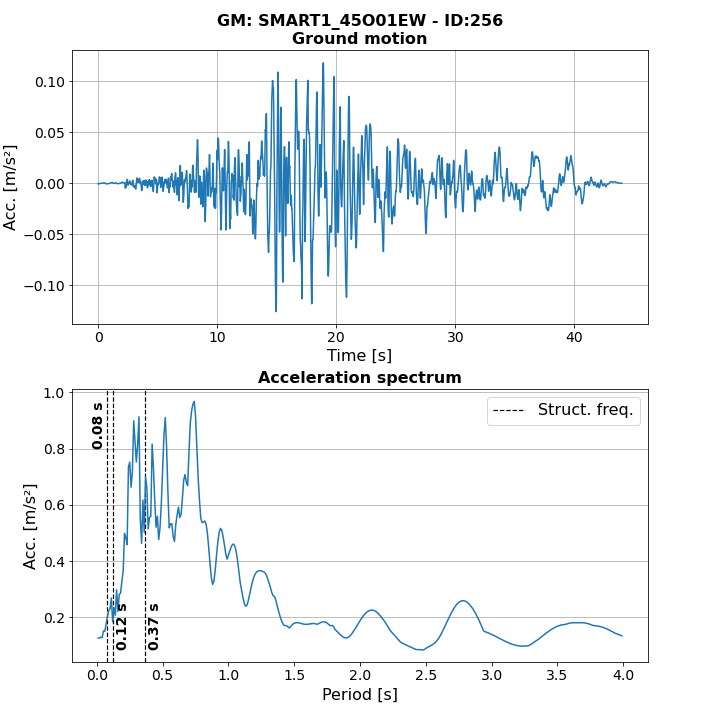 GM: SMART1_45O01EW - ID:256
Ground motion
0.10
0.05
0.00
−0.05
−0.10
Acc. [m/s²]
0 10 20 30 40
Time [s]
Acceleration spectrum
1.0
0.8
0.6
0.4
0.2
Acc. [m/s²]
Struct. freq.
0.08 s
0.12 s
0.37 s
0.0 0.5 1.0 1.5 2.0 2.5 3.0 3.5 4.0
Period [s]